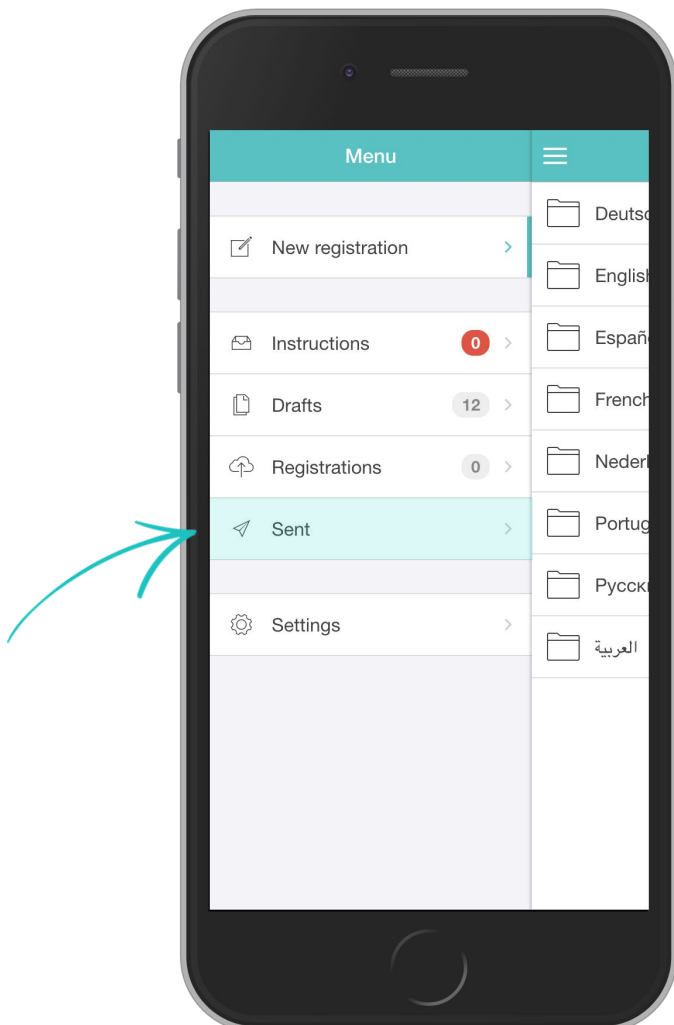 Menu
New registration
Instructions 0
Drafts 12
Registrations 0
Sent
Settings
Deutsc
English
Españ
French
Neder
Portug
Русск
العربية